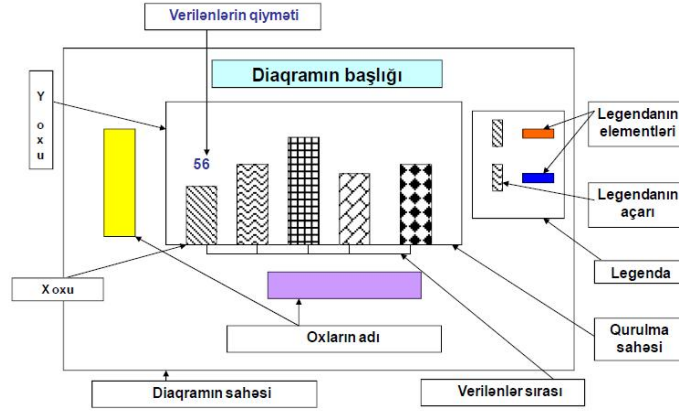 Verilənlərin qiyməti
Diaqramın başlığı
Y oxu
56
Legendanın
elementləri
Legendanın
açarı
Legenda
X oxu
Oxların adı
Qurulma
sahəsi
Diaqramın sahəsi
Verilənlər sırası